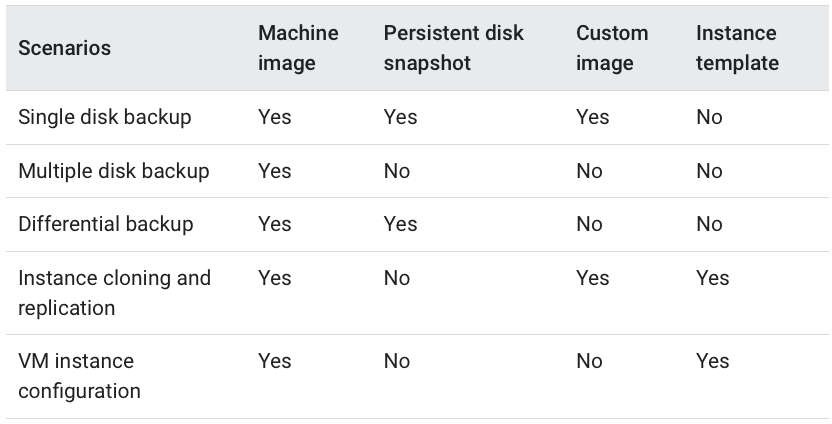 Scenarios Machine image Persistent disk snapshot Custom image Instance template
Single disk backup Yes Yes Yes No
Multiple disk backup Yes No No No
Differential backup Yes Yes No No
Instance cloning and replication Yes No Yes Yes
VM instance configuration Yes No No Yes